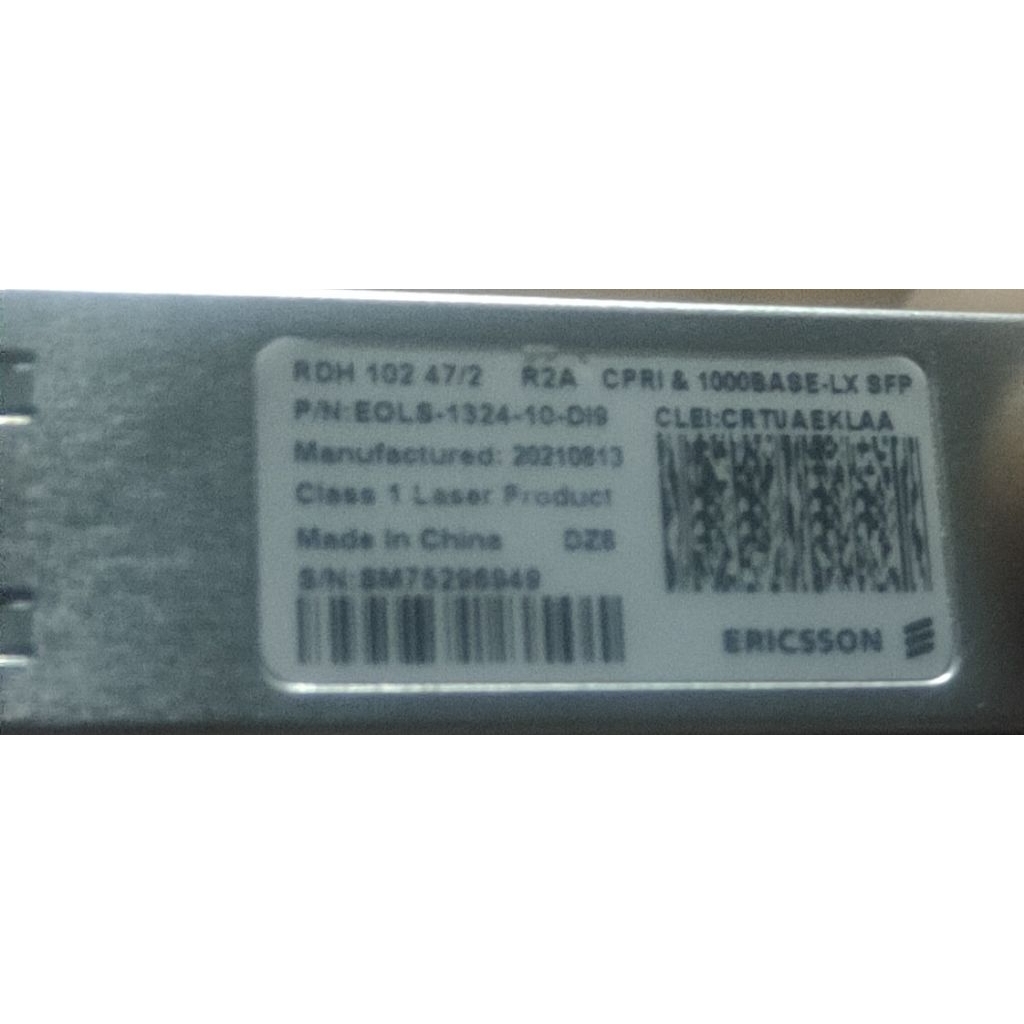 RDH 102 47/2 R2A CPRI & 1000BASE-LX SFP
P/N:EOLS-1324-10-DI9
CLEI:CRTUAEKLAA
Manufactured: 20210813
Class 1 Laser Product
Made in China
S/N:SM75296949
ERICSSON